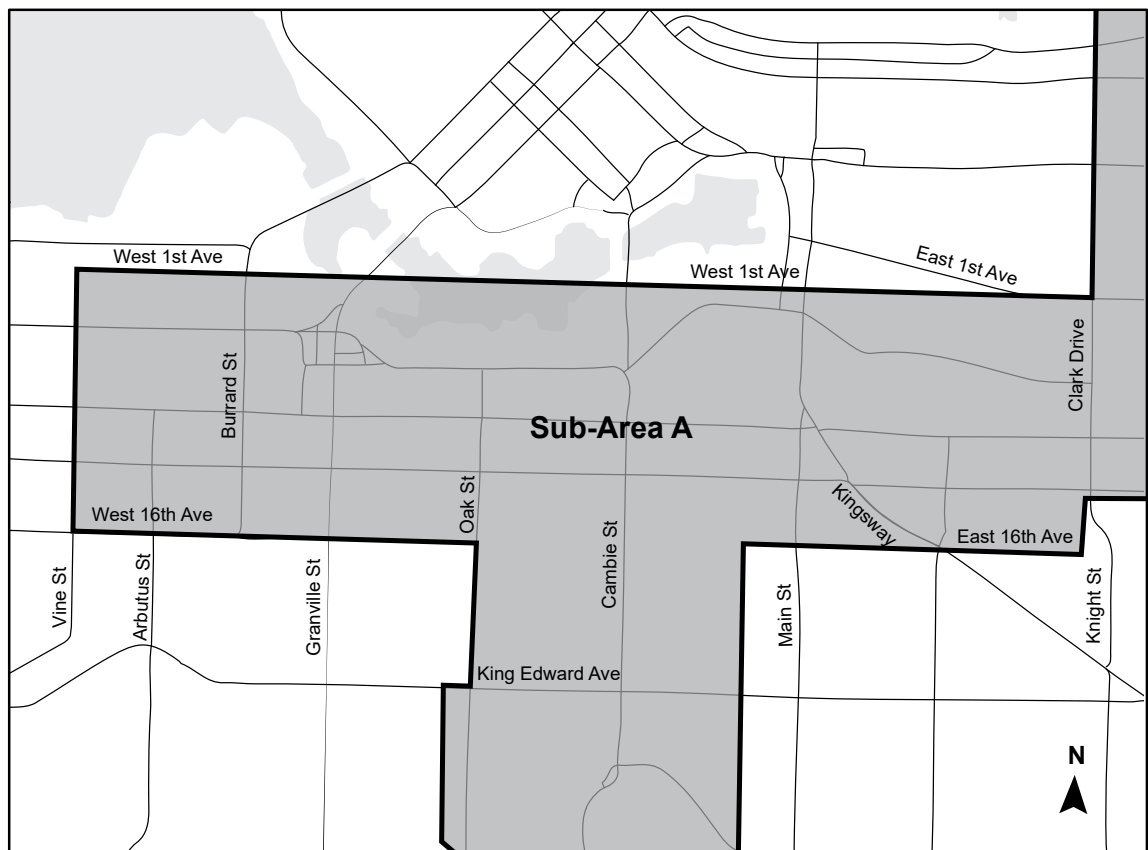 West 1st Ave
West 1st Ave
East 1st Ave
Clark Drive
Burrard St
Sub-Area A
Oak St
Kingsway
West 16th Ave
East 16th Ave
Cambie St
Vine St
Arbutus St
Granville St
Main St
Knight St
King Edward Ave
N